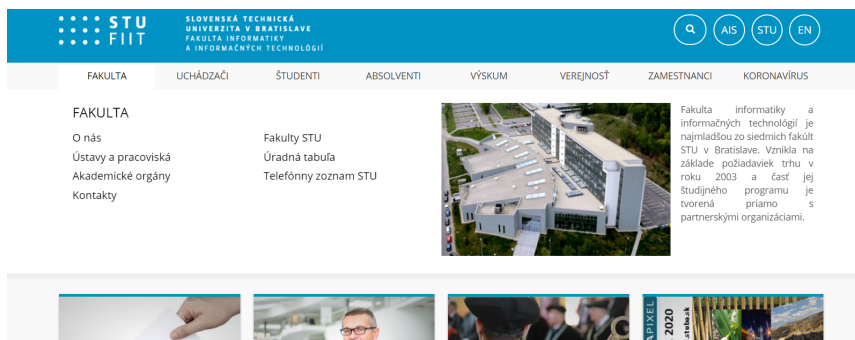 STU
FIIT
SLOVENSKÁ TECHNICKÁ
UNIVERZITA V BRATISLAVE
FAKULTA INFORMATIKY
A INFORMAČNÝCH TECHNOLÓGIÍ
AIS
STU
EN
FAKULTA
UCHÁDZAČI
ŠTUDENTI
ABSOLVENTI
VÝSKUM
VEREJNOSŤ
ZAMESTNANCI
KORONAVÍRUS
FAKULTA
O nás
Ústavy a pracoviská
Akademické orgány
Kontakty
Fakulty STU
Úradná tabuľa
Telefónny zoznam STU
Fakulta informatiky a
informačných technológií je
najmladšou zo siedmich fakúlt
STU v Bratislave. Vznikla na
základe požiadaviek trhu v
roku 2003 a časť jej
študijného programu je
tvorená priamo s
partnerskými organizáciami.
APIXEL
2020
.stuba.sk